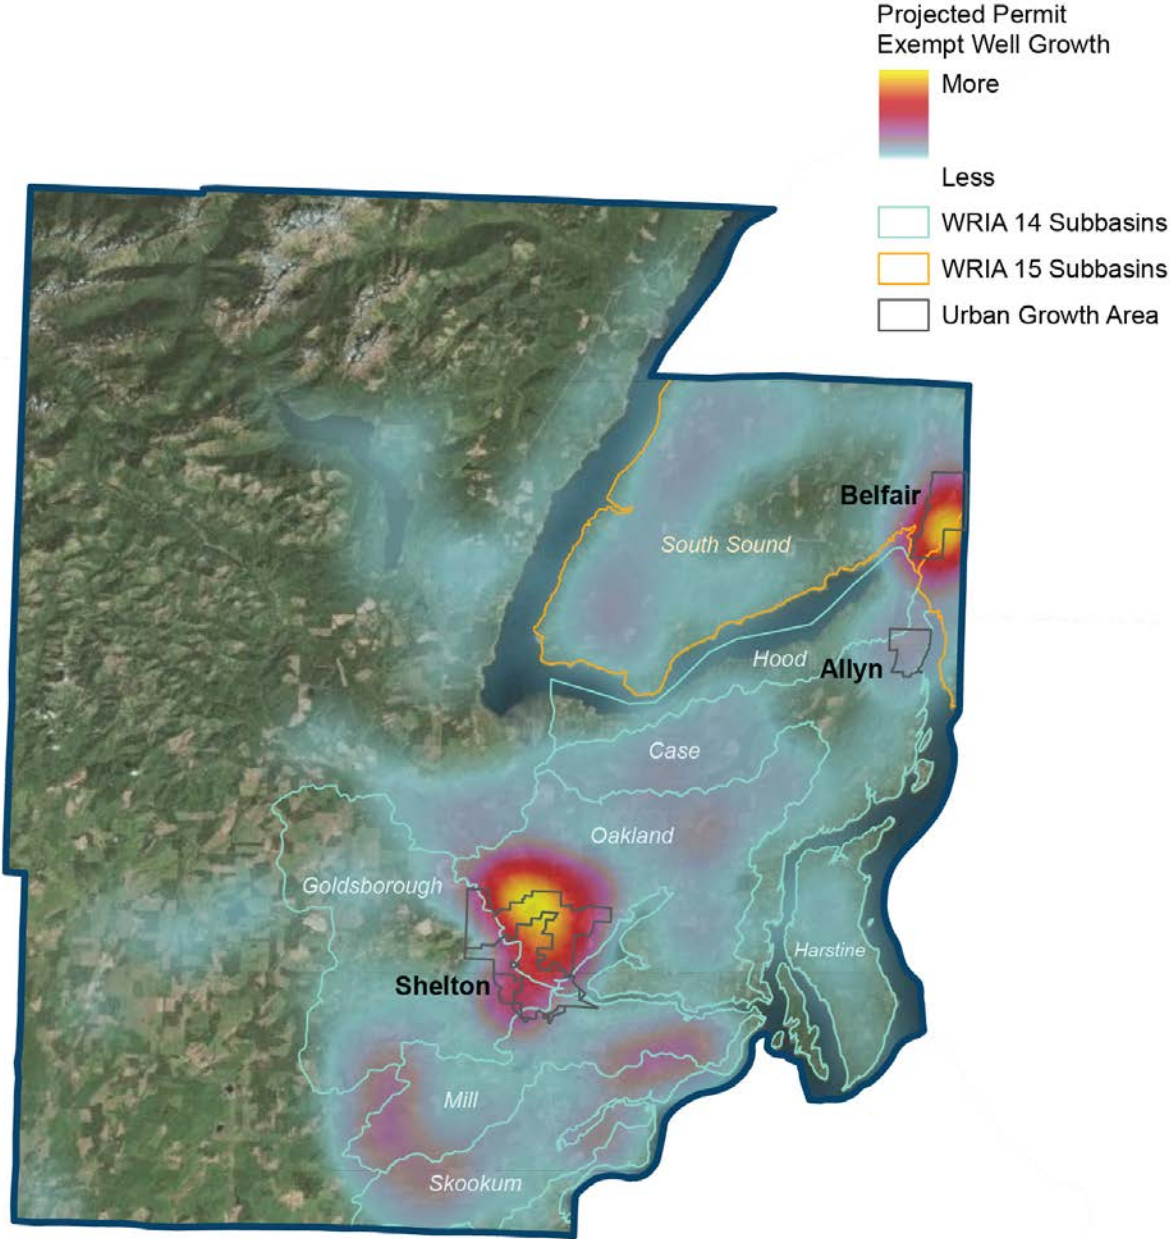 Projected Permit
Exempt Well Growth
More
Less
WRIA 14 Subbasins
WRIA 15 Subbasins
Urban Growth Area
Belfair
South Sound
Hood
Allyn
Case
Oakland
Goldsborough
Harstine
Shelton
Mill
Skookum